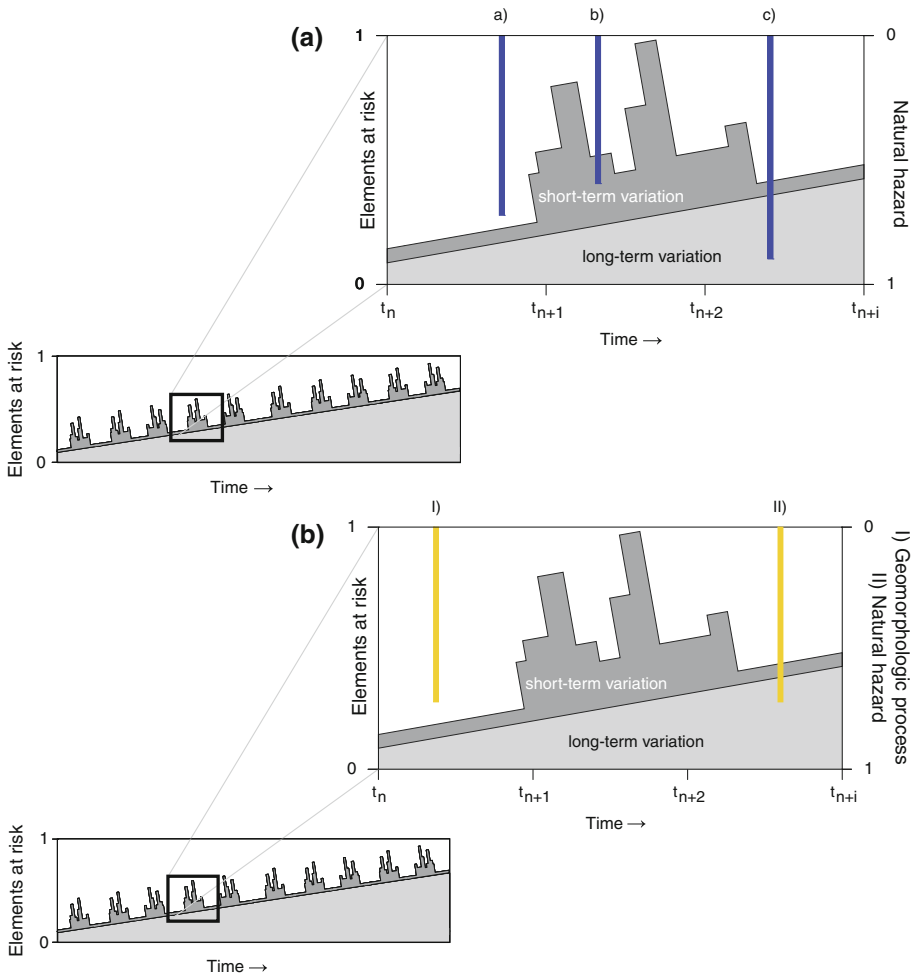 a) b) c)
(a)
1 0
Elements at risk
Natural hazard
short-term variation
long-term variation
0 1
tn tn+1 tn+2 tn+i
Time →
1
Elements at risk
0
Time →
I) II)
(b)
1 0
Elements at risk
I) Geomorphologic process
II) Natural hazard
short-term variation
long-term variation
0 1
tn tn+1 tn+2 tn+i
Time →
1
Elements at risk
0
Time →